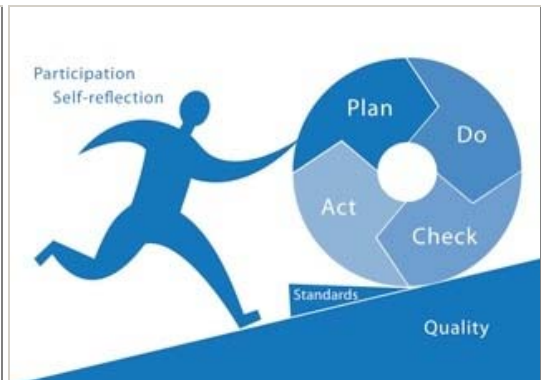 Participation
Self-reflection
Plan
Do
Act
Check
Standards
Quality